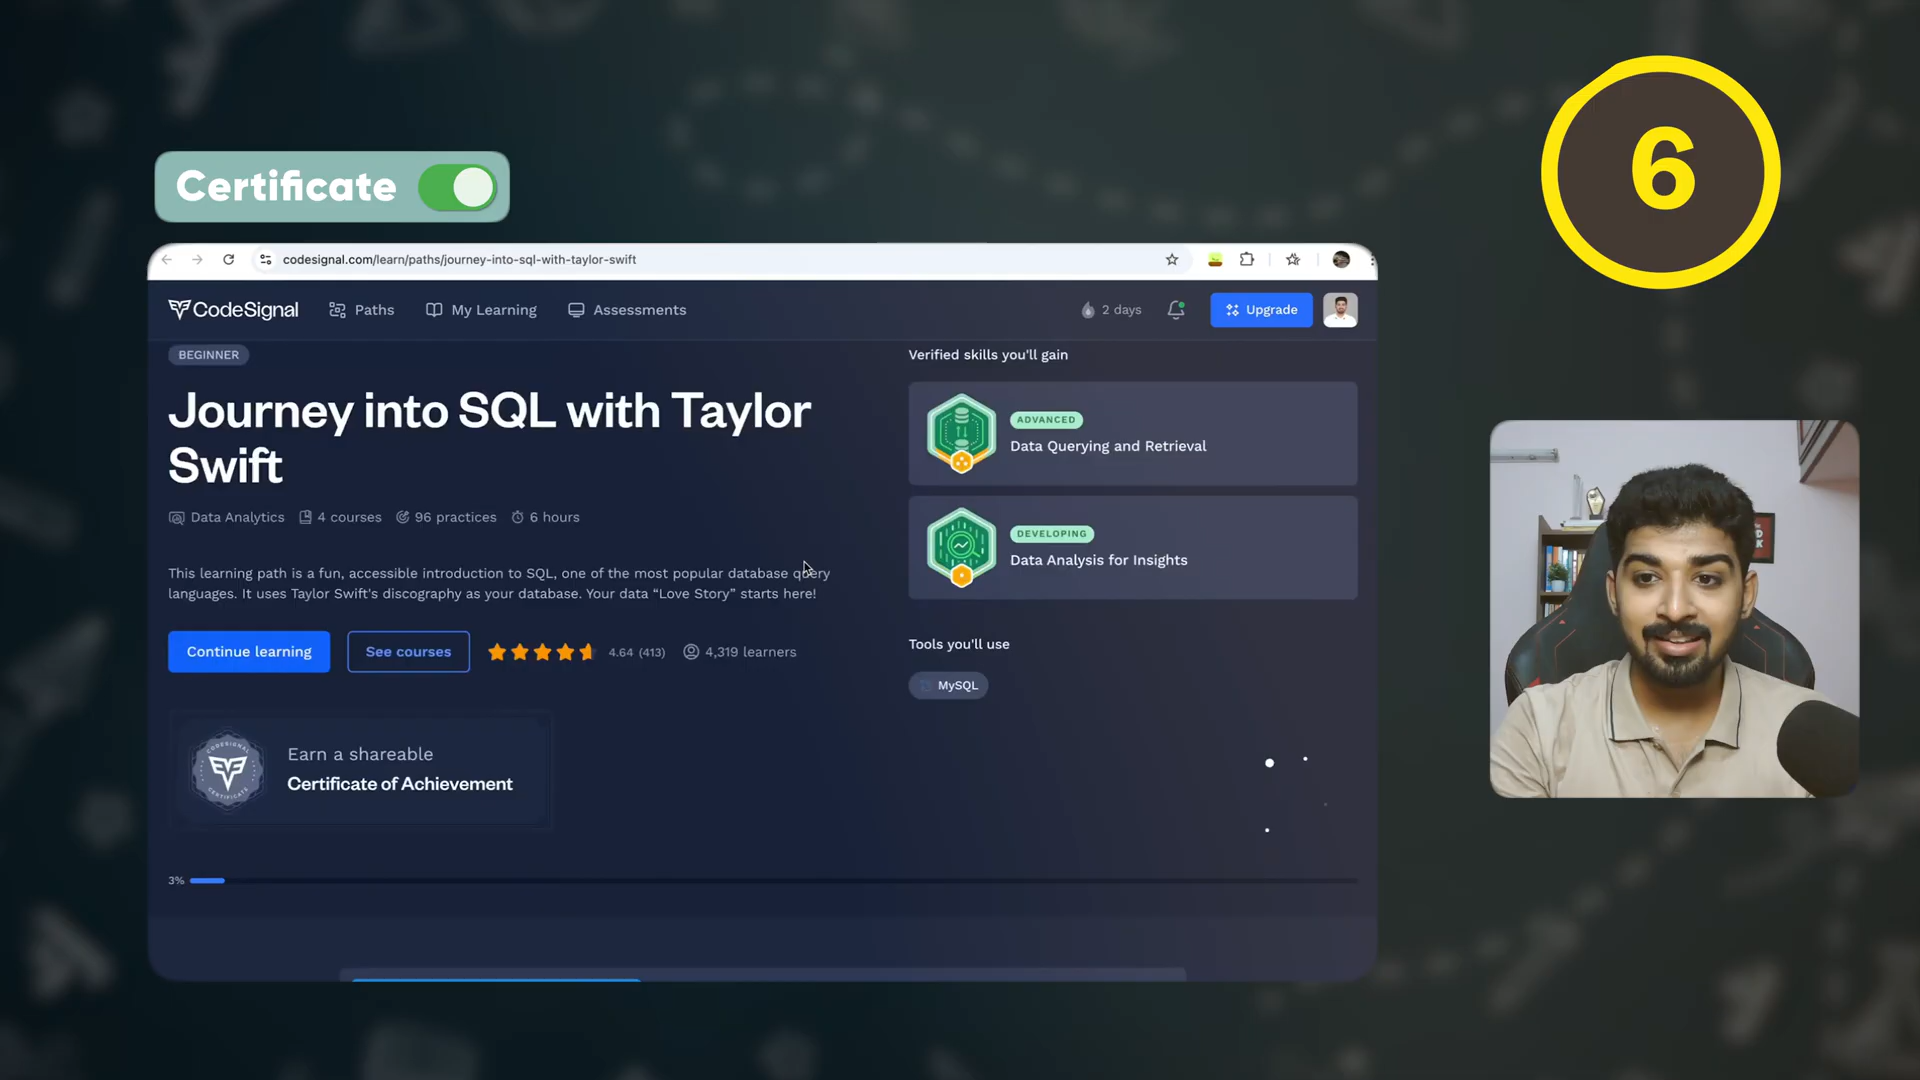 Certificate
6
codesignal.com/learn/paths/journey-into-sql-with-taylor-swift
CodeSignal
Paths
My Learning
Assessments
2 days
Upgrade
BEGINNER
Journey into SQL with Taylor
Swift
Data Analytics
4 courses
96 practices
6 hours
This learning path is a fun, accessible introduction to SQL, one of the most popular database query
languages. It uses Taylor Swift's discography as your database. Your data “Love Story” starts here!
Continue learning
See courses
4.64 (413)
4,319 learners
CODESIGNAL
CERTIFICATE
Earn a shareable
Certificate of Achievement
3%
Verified skills you'll gain
ADVANCED
Data Querying and Retrieval
DEVELOPING
Data Analysis for Insights
Tools you'll use
MySQL